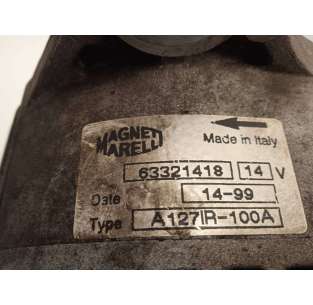 MAGNETI
MARELLI
Made in Italy
63321418 14 V
Date 14-99
Type A127IR-100A